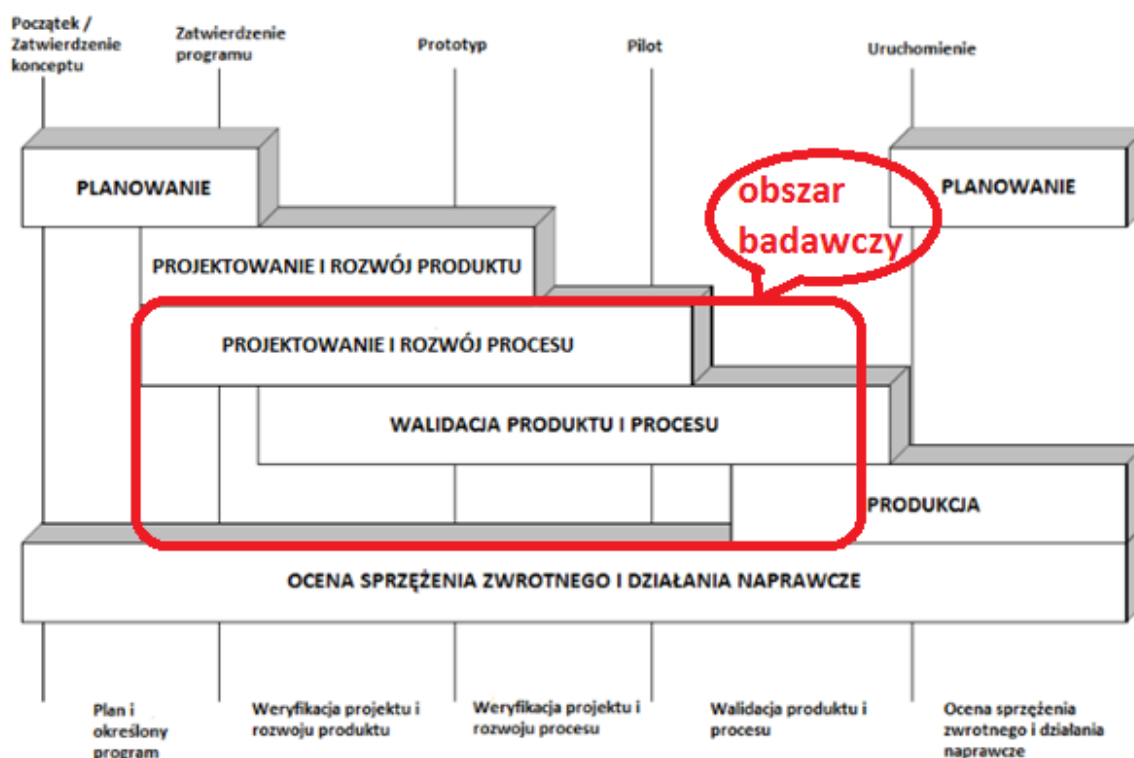 Początek /
Zatwierdzenie
konceptu
Zatwierdzenie
programu
Prototyp
Pilot
Uruchomienie
PLANOWANIE
PLANOWANIE
obszar
badawczy
PROJEKTOWANIE I ROZWÓJ PRODUKTU
PROJEKTOWANIE I ROZWÓJ PROCESU
WALIDACJA PRODUKTU I PROCESU
PRODUKCJA
OCENA SPRZĘŻENIA ZWROTNEGO I DZIAŁANIA NAPRAWCZE
Plan i
określony
program
Weryfikacja projektu i
rozwoju produktu
Weryfikacja projektu i
rozwoju procesu
Walidacja produktu i
procesu
Ocena sprzężenia
zwrotnego i działania
naprawcze